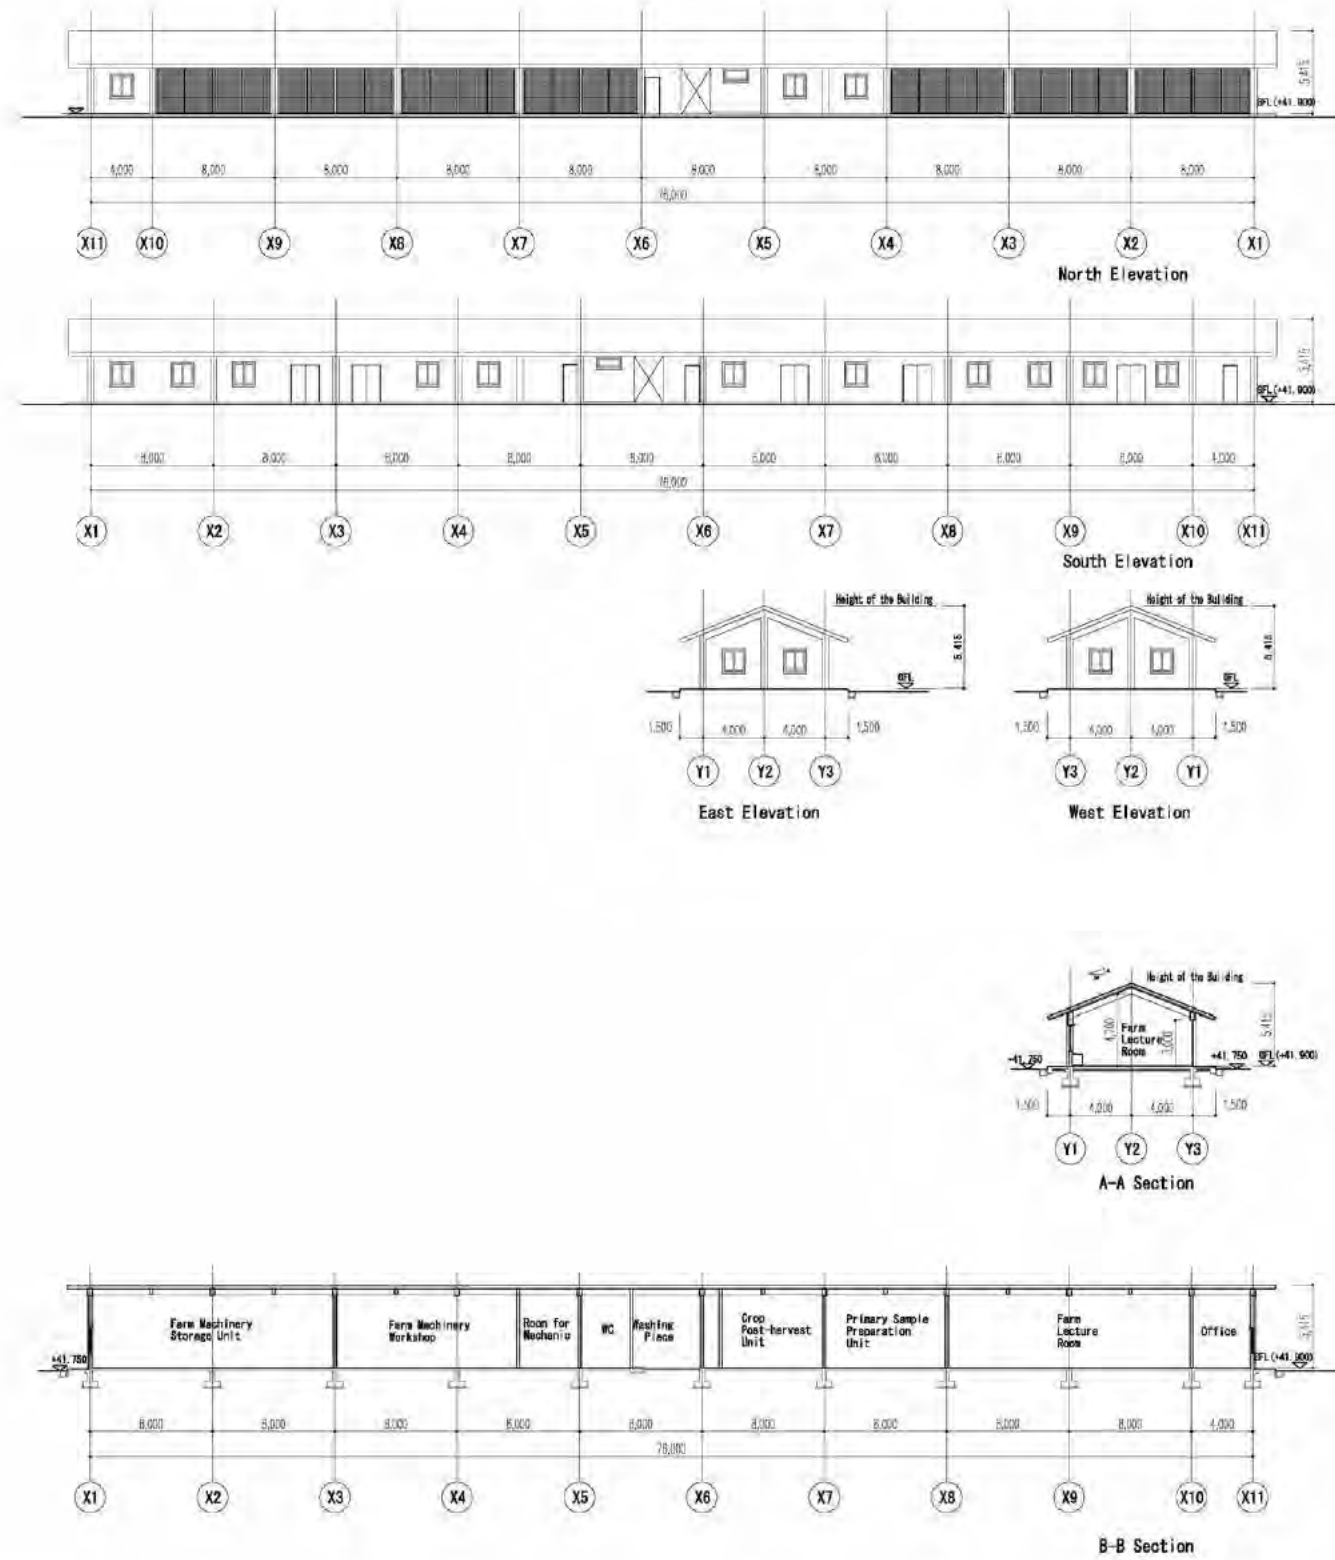 5,415
GFL(+41.900)
4,000 8,000 8,000 8,000 8,000 8,000 8,000 8,000 8,000 8,000
76,000
X11 X10 X9 X8 X7 X6 X5 X4 X3 X2 X1
North Elevation
5,415
GFL(+41.900)
8,000 8,000 8,000 8,000 8,000 8,000 8,000 8,000 8,000 4,000
76,000
X1 X2 X3 X4 X5 X6 X7 X8 X9 X10 X11
South Elevation
Height of the Building Height of the Building
5,415 5,415
GFL GFL
1,500 4,000 4,000 1,500 1,500 4,000 4,000 1,500
Y1 Y2 Y3 Y3 Y2 Y1
East Elevation West Elevation
Height of the Building
5,415
4,700
3,000
Farm
Lecture
Room
+41.750 +41.750 GFL(+41.900)
1,500 4,000 4,000 1,500
Y1 Y2 Y3
A-A Section
Farm Machinery
Storage Unit
Farm Machinery
Workshop
Room for
Mechanic
WC
Washing
Place
Crop
Post-harvest
Unit
Primary Sample
Preparation
Unit
Farm
Lecture
Room
Office
5,415
+41.750 GFL(+41.900)
8,000 8,000 8,000 8,000 8,000 8,000 8,000 8,000 8,000 4,000
76,000
X1 X2 X3 X4 X5 X6 X7 X8 X9 X10 X11
B-B Section